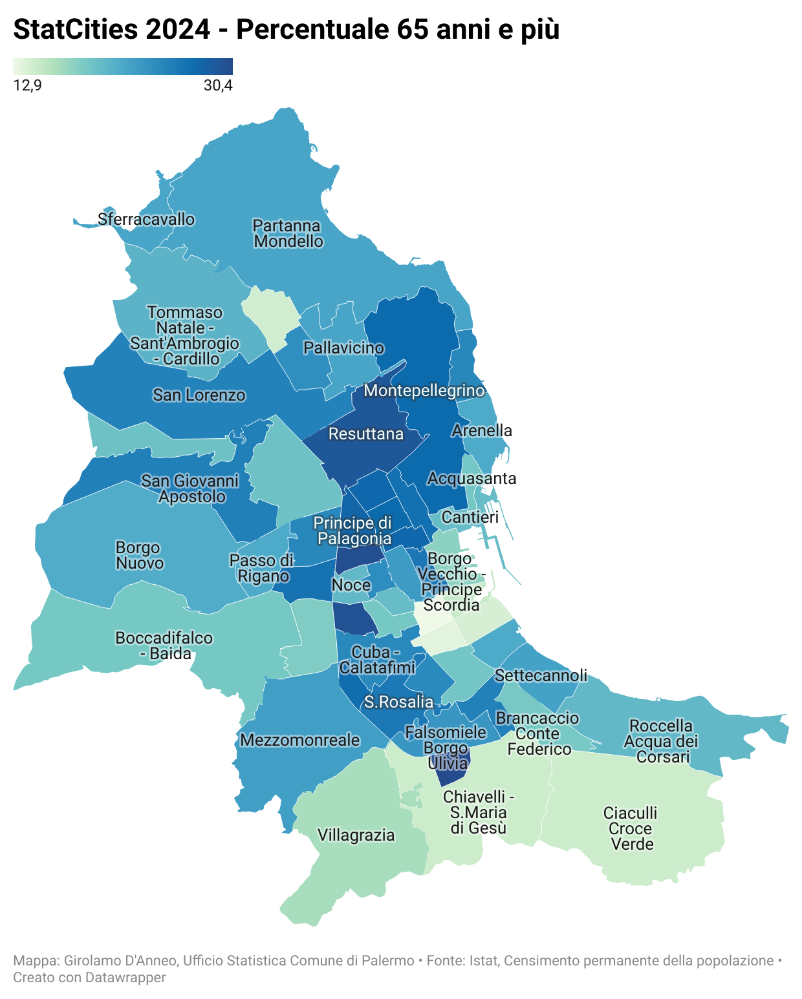 StatCities 2024 - Percentuale 65 anni e più
12,9
30,4
Sferracavallo
Partanna
Mondello
Tommaso
Natale -
Sant'Ambrogio
- Cardillo
Pallavicino
San Lorenzo
Montepellegrino
Resuttana
Arenella
San Giovanni
Apostolo
Acquasanta
Cantieri
Principe di
Palagonia
Borgo
Nuovo
Passo di
Rigano
Borgo
Vecchio -
Principe
Scordia
Noce
Boccadifalco
- Baida
Cuba -
Calatafimi
Settecannoli
S.Rosalia
Mezzomonreale
Falsomiele
Borgo
Ulivia
Brancaccio
Conte
Federico
Roccella
Acqua dei
Corsari
Chiavelli -
S.Maria
di Gesù
Ciaculli
Croce
Verde
Villagrazia
Mappa: Girolamo D'Anneo, Ufficio Statistica Comune di Palermo • Fonte: Istat, Censimento permanente della popolazione •
Creato con Datawrapper